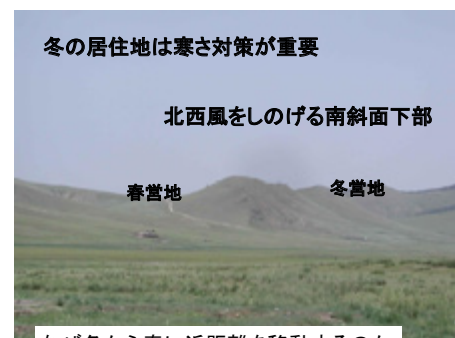 冬の居住地は寒さ対策が重要
北西風をしのげる南斜面下部
春営地
冬営地